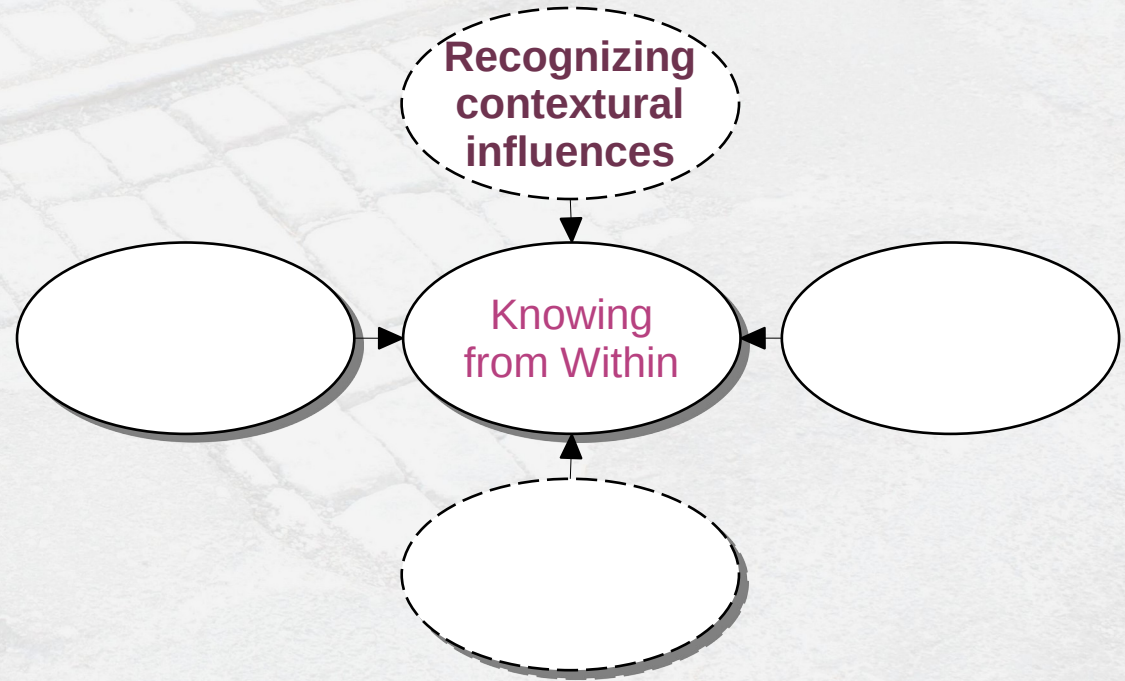 Recognizing
contextural
influences
Knowing
from Within